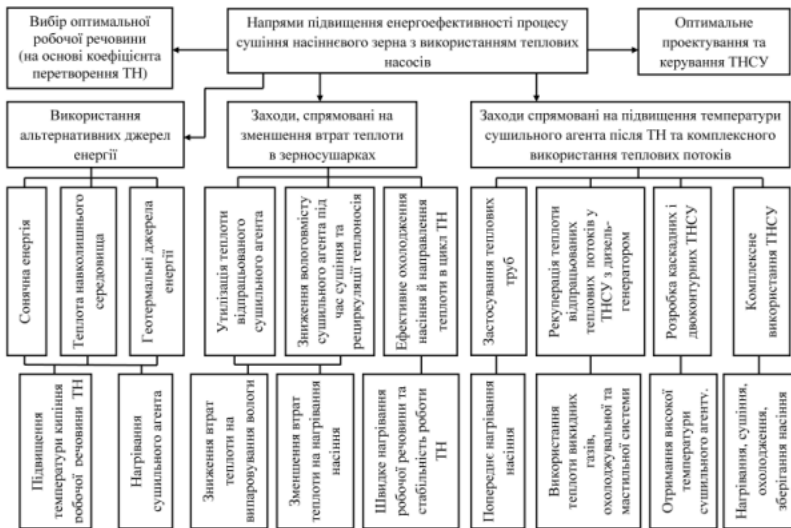 Вибір оптимальної
робочої речовини
(на основі коефіцієнта
перетворення ТН)
Напрями підвищення енергоефективності процесу
сушіння насіннєвого зерна з використанням теплових
насосів
Оптимальне
проектування та
керування ТНСУ
Використання
альтернативних джерел
енергії
Заходи, спрямовані на
зменшення втрат теплоти
в зерносушарках
Заходи спрямовані на підвищення температури
сушильного агента після ТН та комплексного
використання теплових потоків
Сонячна енергія
Теплота навколишнього
середовища
Геотермальні джерела
енергії
Утилізація теплоти
відпрацьованого
сушильного агента
Зниження вологовмісту
сушильного агента під
час сушіння та
рециркуляції теплоносія
Ефективне охолодження
насіння й направлення
теплоти в цикл ТН
Застосування теплових
труб
Рекуперація теплоти
відпрацьованих
теплових потоків у
ТНСУ з дизель-
генератором
Розробка каскадних і
двоконтурних ТНСУ
Комплексне
використання ТНСУ
Підвищення
температури кипіння
робочої речовини ТН
Нагрівання
сушильного агента
Зниження втрат
теплоти на
випаровування вологи
Зменшення втрат
теплоти на нагрівання
насіння
Швидке нагрівання
робочої речовини та
стабільність роботи
ТН
Попереднє нагрівання
насіння
Використання
теплоти викидних
газів,
охолоджувальної та
мастильної системи
Отримання високої
температури
сушильного агенту.
Нагрівання, сушіння,
охолодження,
зберігання насіння